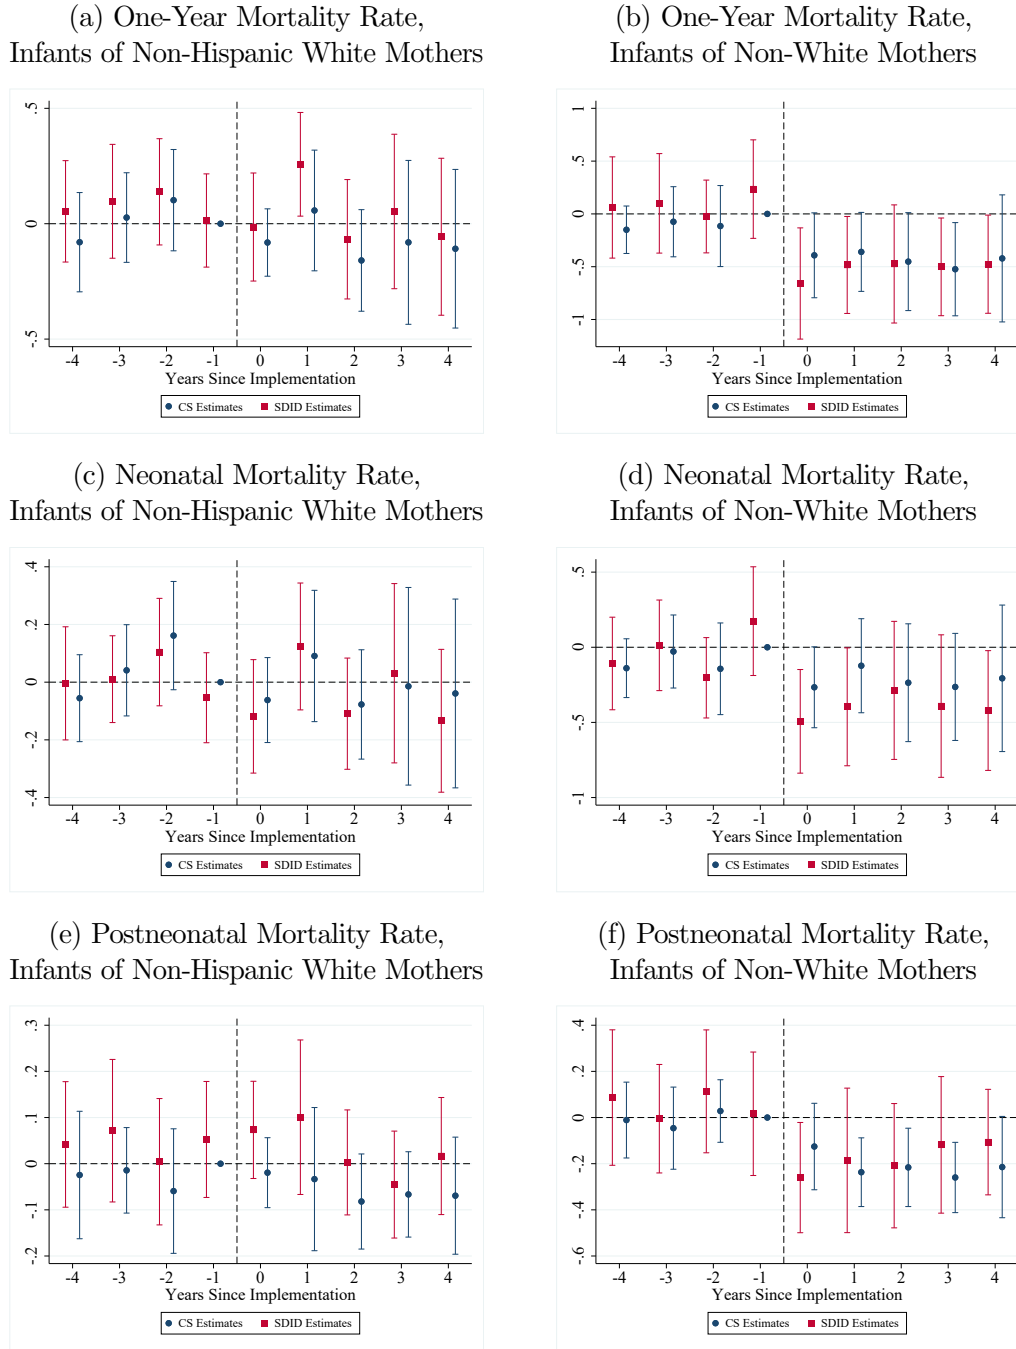 (a) One-Year Mortality Rate,
Infants of Non-Hispanic White Mothers
.5
0
-.5
-4 -3 -2 -1 0 1 2 3 4
Years Since Implementation
CS Estimates SDID Estimates
(b) One-Year Mortality Rate,
Infants of Non-White Mothers
1
.5
0
-.5
-1
-4 -3 -2 -1 0 1 2 3 4
Years Since Implementation
CS Estimates SDID Estimates
(c) Neonatal Mortality Rate,
Infants of Non-Hispanic White Mothers
.4
.2
0
-.2
-.4
-4 -3 -2 -1 0 1 2 3 4
Years Since Implementation
CS Estimates SDID Estimates
(d) Neonatal Mortality Rate,
Infants of Non-White Mothers
.5
0
-.5
-1
-4 -3 -2 -1 0 1 2 3 4
Years Since Implementation
CS Estimates SDID Estimates
(e) Postneonatal Mortality Rate,
Infants of Non-Hispanic White Mothers
.3
.2
.1
0
-.1
-.2
-4 -3 -2 -1 0 1 2 3 4
Years Since Implementation
CS Estimates SDID Estimates
(f) Postneonatal Mortality Rate,
Infants of Non-White Mothers
.4
.2
0
-.2
-.4
-.6
-4 -3 -2 -1 0 1 2 3 4
Years Since Implementation
CS Estimates SDID Estimates